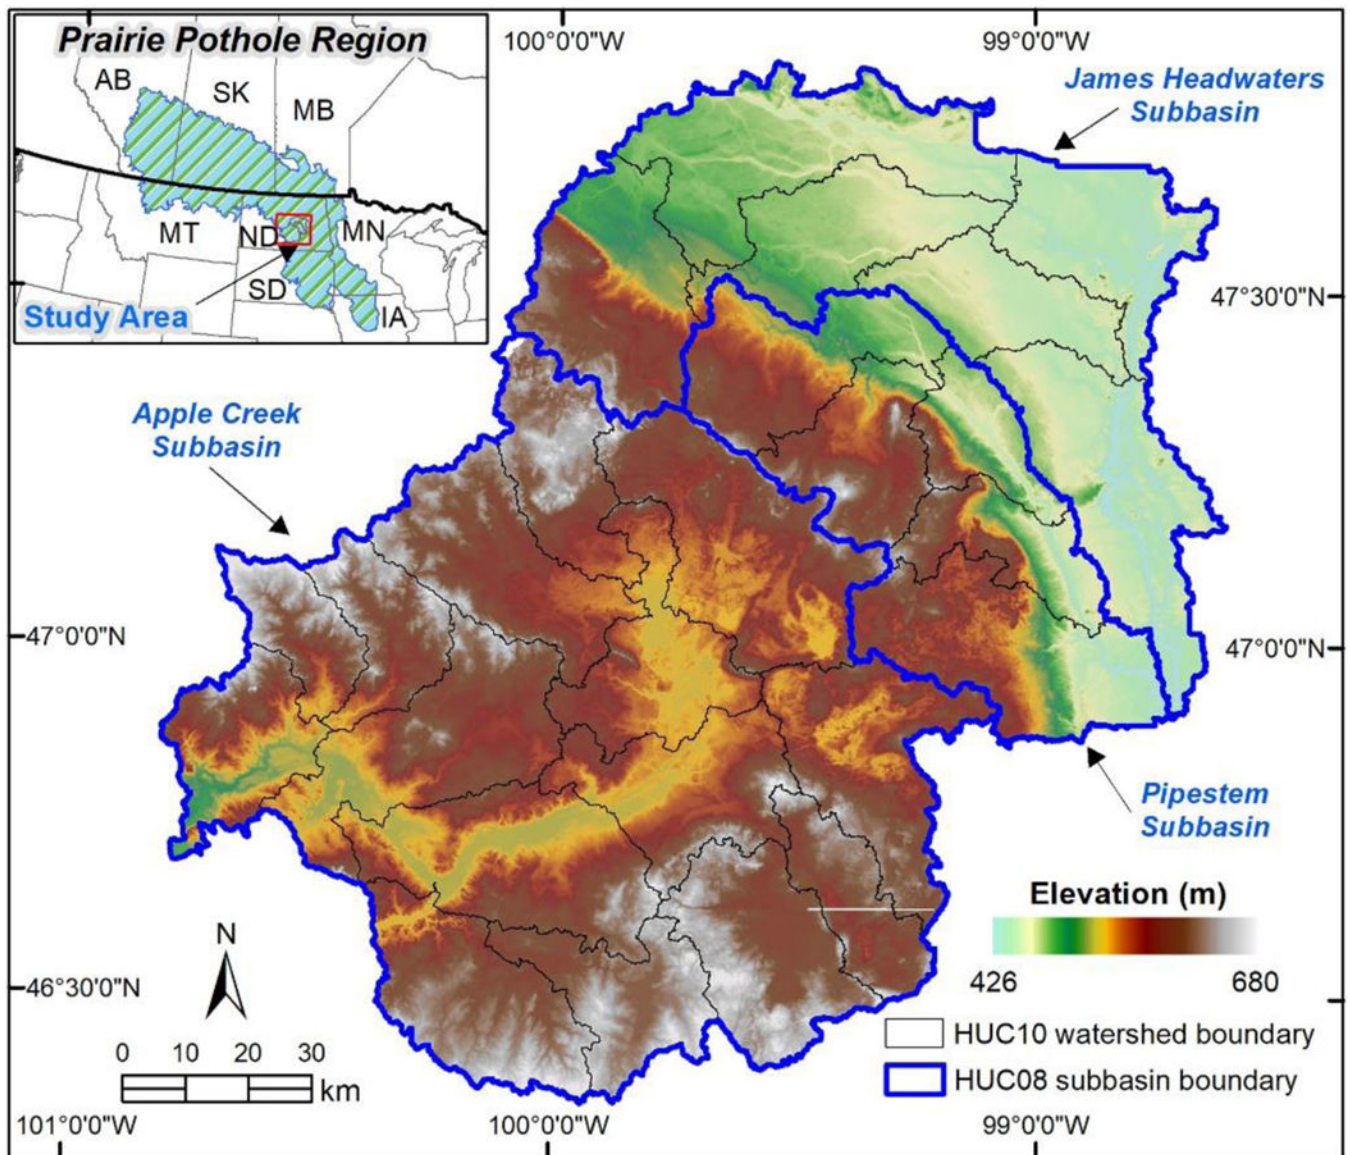 Prairie Pothole Region
AB
SK
MB
MT
ND
MN
SD
IA
Study Area
100°0'0"W
99°0'0"W
James Headwaters
Subbasin
47°30'0"N
Apple Creek
Subbasin
47°0'0"N
47°0'0"N
Pipestem
Subbasin
Elevation (m)
426
680
N
46°30'0"N
HUC10 watershed boundary
HUC08 subbasin boundary
0
10
20
30
km
101°0'0"W
100°0'0"W
99°0'0"W